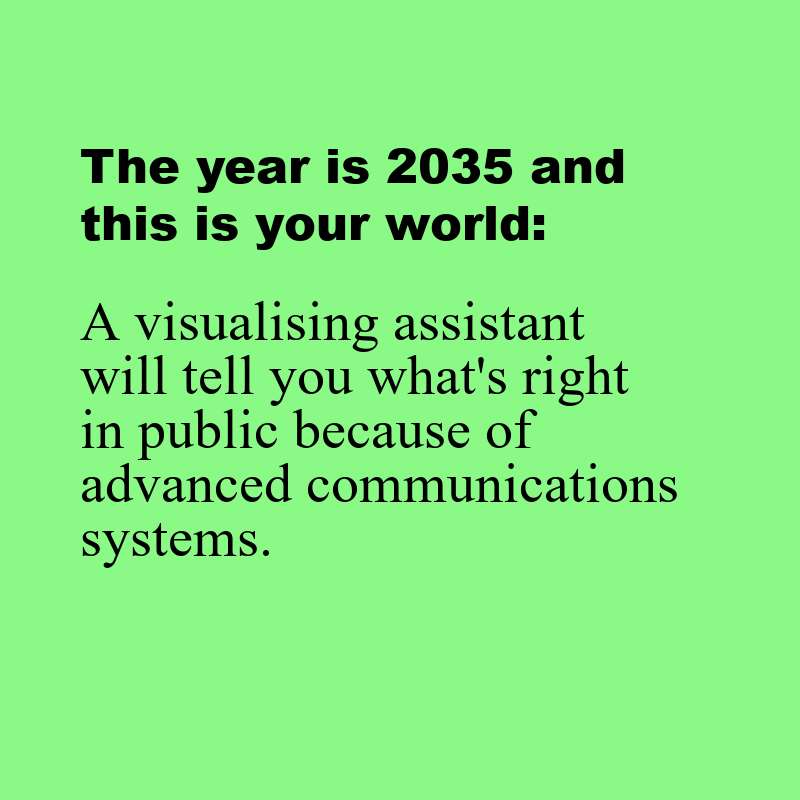 The year is 2035 and
this is your world:
A visualising assistant
will tell you what's right
in public because of
advanced communications
systems.